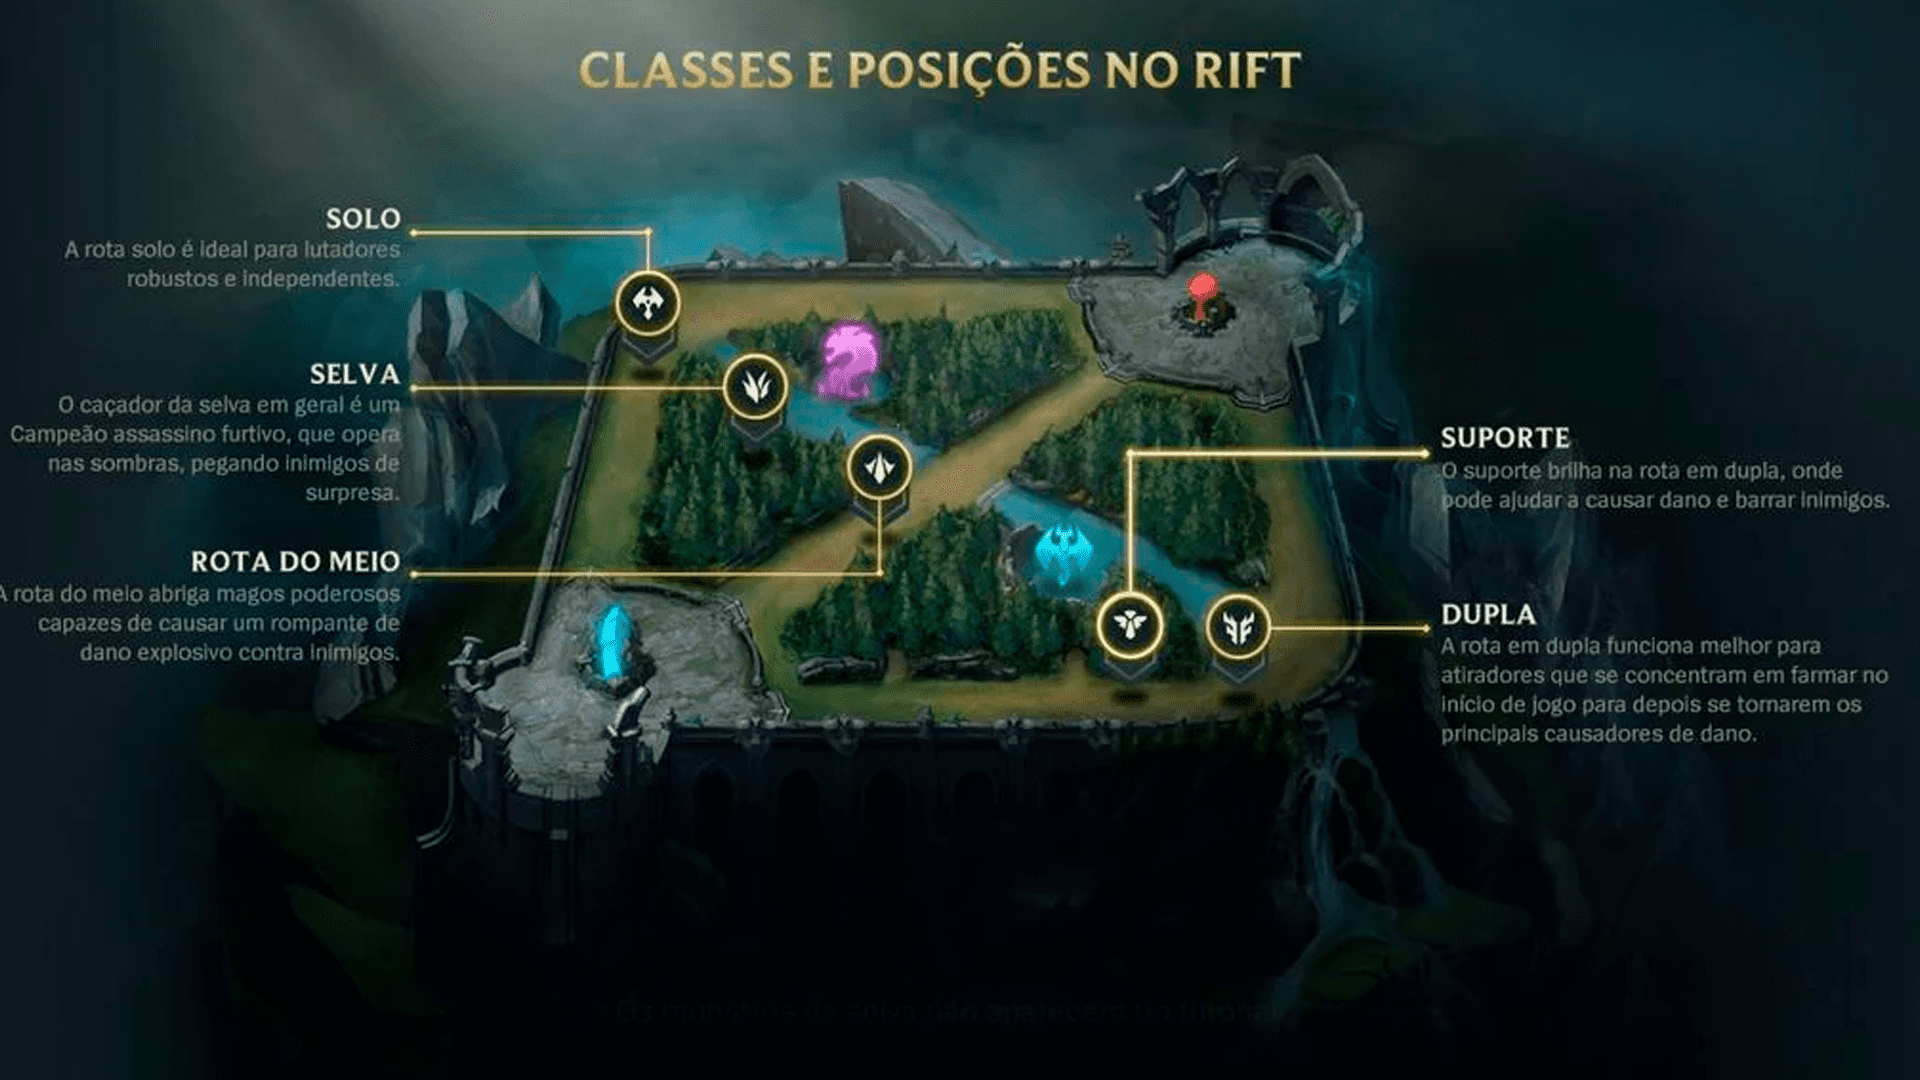 CLASSES E POSIÇÕES NO RIFT
SOLO
A rota solo é ideal para lutadores
robustos e independentes.
SELVA
O caçador da selva em geral é um
Campeão assassino furtivo, que opera
nas sombras, pegando inimigos de
surpresa.
ROTA DO MEIO
A rota do meio abriga magos poderosos
capazes de causar um rompante de
dano explosivo contra inimigos.
SUPORTE
O suporte brilha na rota em dupla, onde
pode ajudar a causar dano e barrar inimigos.
DUPLA
A rota em dupla funciona melhor para
atiradores que se concentram em farmar no
início de jogo para depois se tornarem os
principais causadores de dano.
selva não aparecem